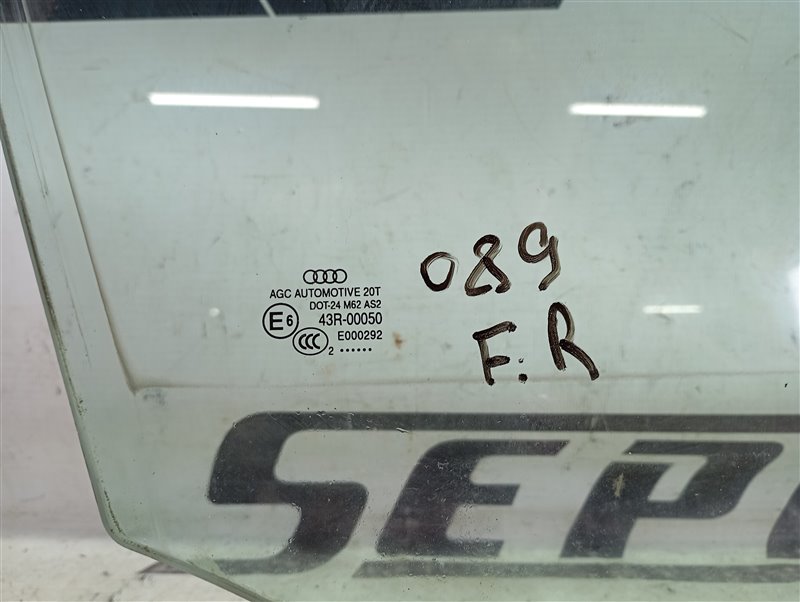 AGC AUTOMOTIVE 20T
DOT-24 M62 AS2
E6 43R-00050
CCC E000292
2 ......
089
F.R
SEP